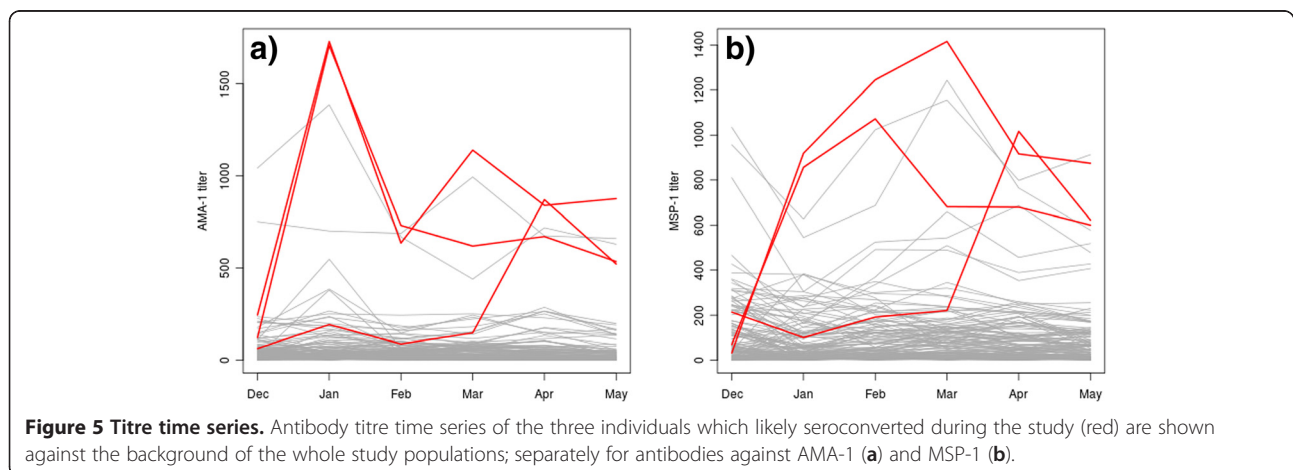 a)
AMA-1 titer
0
500
1000
1500
Dec Jan Feb Mar Apr May
b)
MSP-1 titer
0
200
400
600
800
1000
1200
1400
Dec Jan Feb Mar Apr May
Figure 5 Titre time series. Antibody titre time series of the three individuals which likely seroconverted during the study (red) are shown
against the background of the whole study populations; separately for antibodies against AMA-1 (a) and MSP-1 (b).